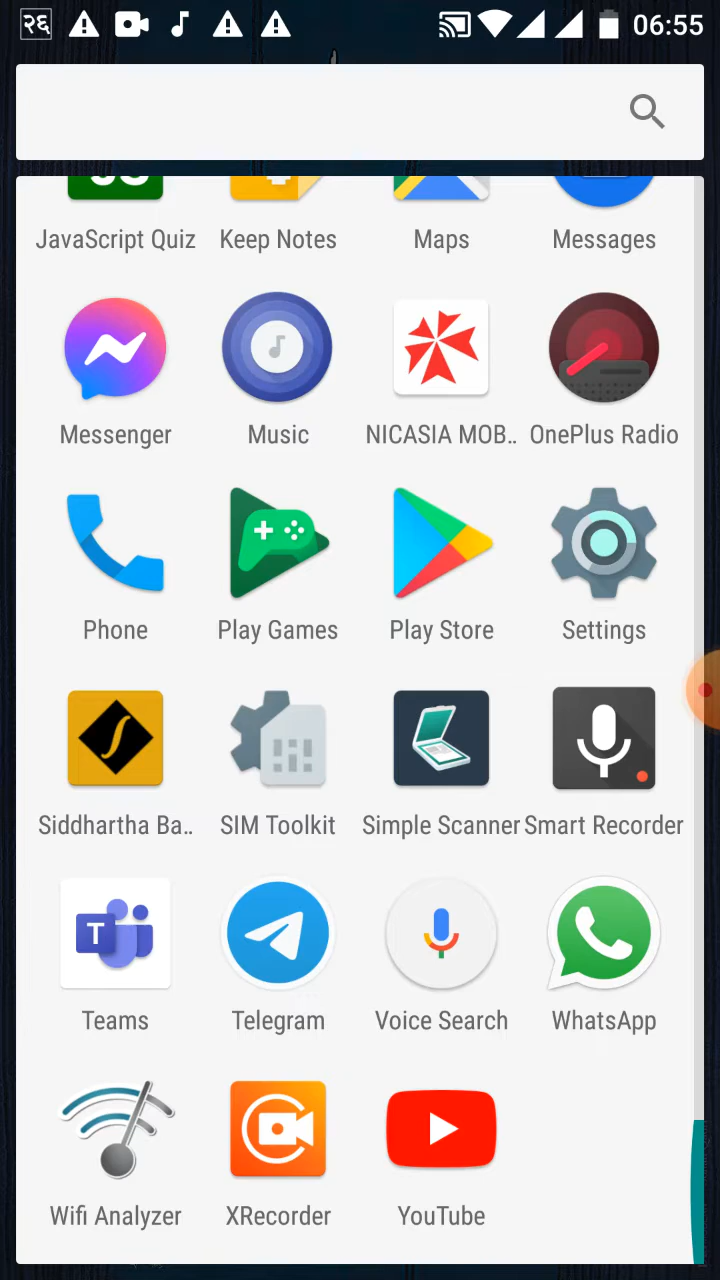 २६ 06:55
JavaScript Quiz Keep Notes Maps Messages
Messenger Music NICASIA MOB.. OnePlus Radio
Phone Play Games Play Store Settings
Siddhartha Ba.. SIM Toolkit Simple Scanner Smart Recorder
T
Teams Telegram Voice Search WhatsApp
Wifi Analyzer XRecorder YouTube